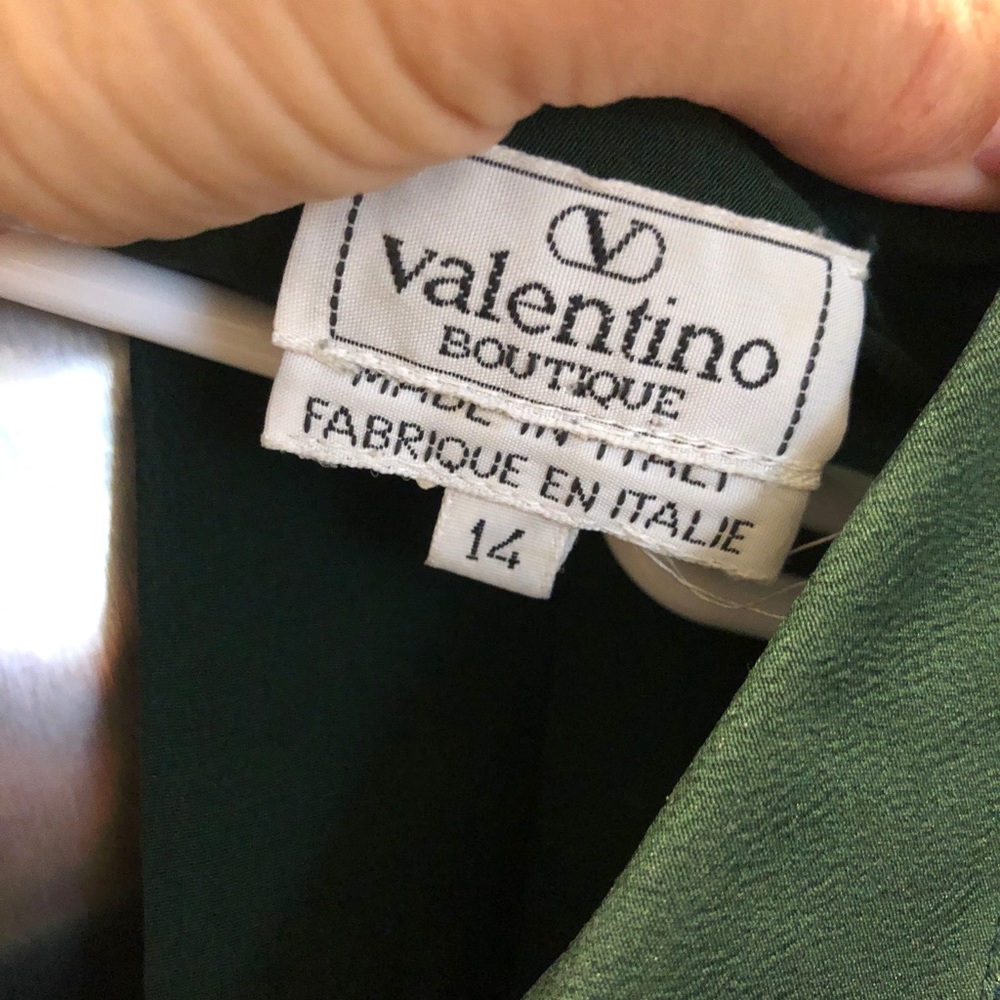 V
valentino
BOUTIQUE
MADE IN ITALY
FABRIQUE EN ITALIE
14